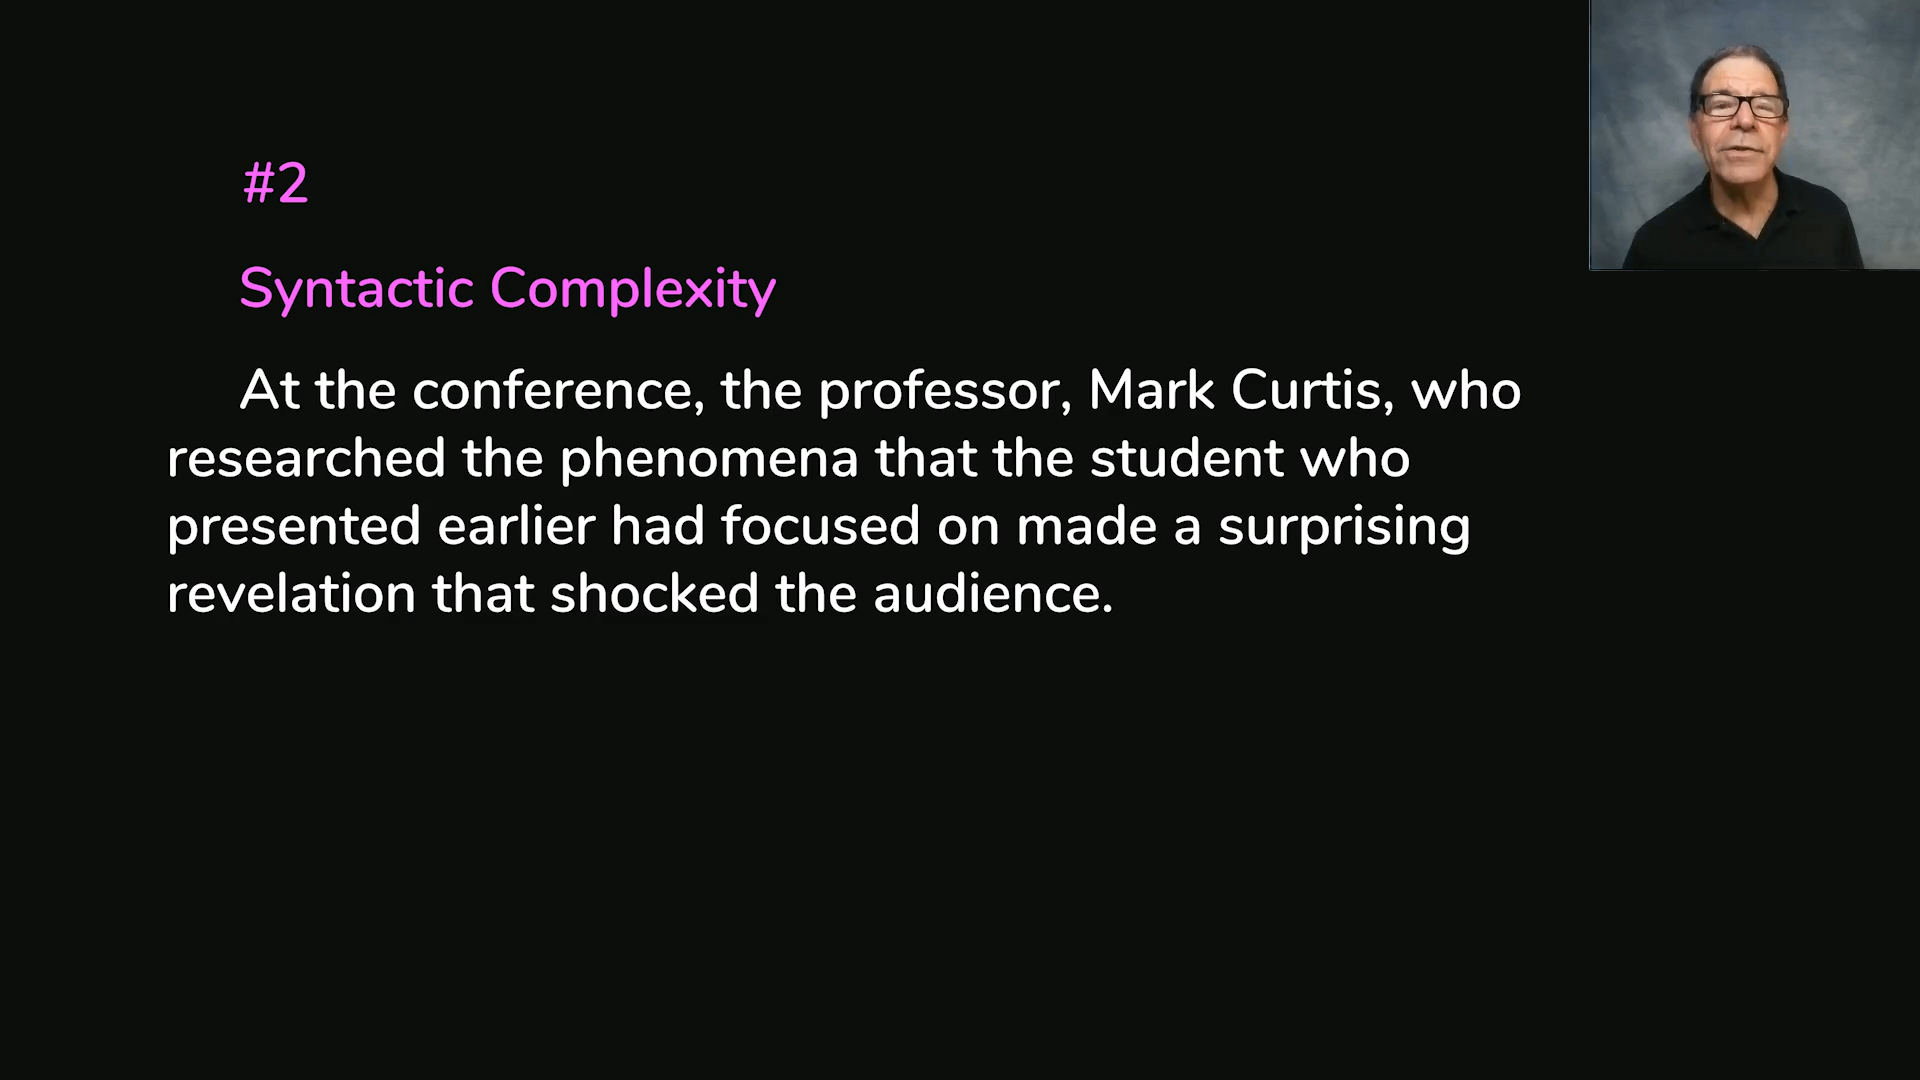 #2
Syntactic Complexity
At the conference, the professor, Mark Curtis, who
researched the phenomena that the student who
presented earlier had focused on made a surprising
revelation that shocked the audience.